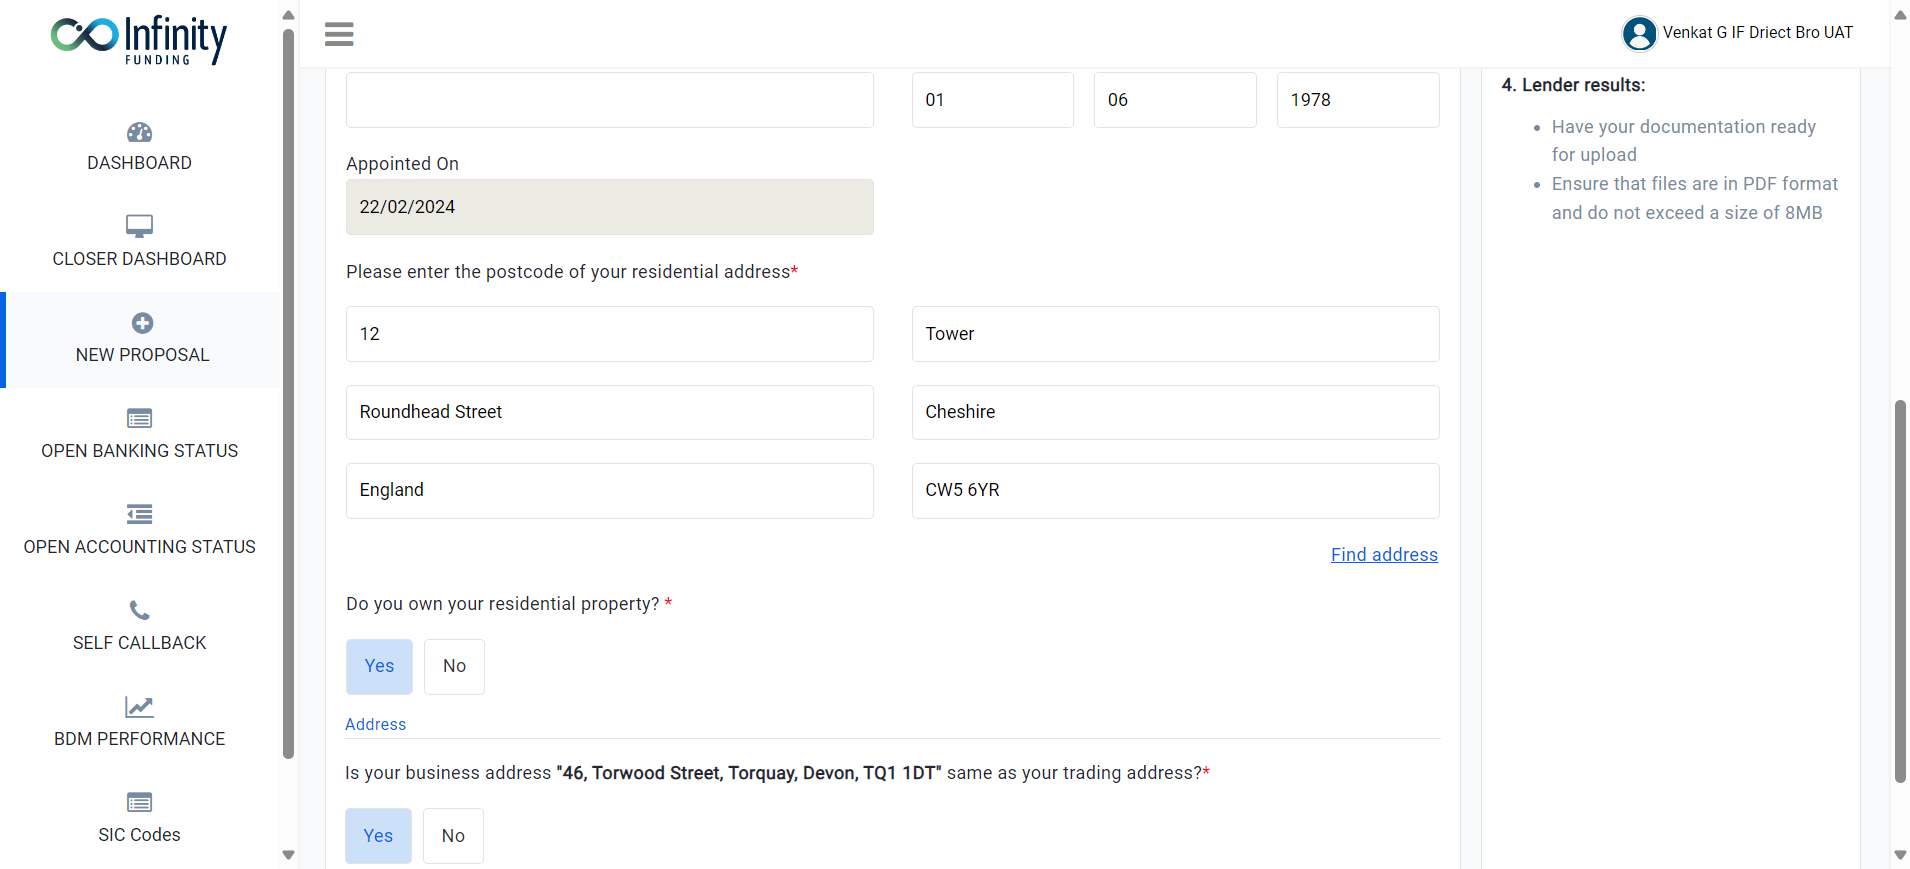 Infinity
FUNDING
Venkat G IF Driect Bro UAT
DASHBOARD
CLOSER DASHBOARD
NEW PROPOSAL
OPEN BANKING STATUS
OPEN ACCOUNTING STATUS
SELF CALLBACK
BDM PERFORMANCE
SIC Codes
01
06
1978
Appointed On
22/02/2024
Please enter the postcode of your residential address*
12
Tower
Roundhead Street
Cheshire
England
CW5 6YR
Find address
Do you own your residential property? *
Yes
No
Address
Is your business address "46, Torwood Street, Torquay, Devon, TQ1 1DT" same as your trading address?*
Yes
No
4. Lender results:
• Have your documentation ready
for upload
• Ensure that files are in PDF format
and do not exceed a size of 8MB